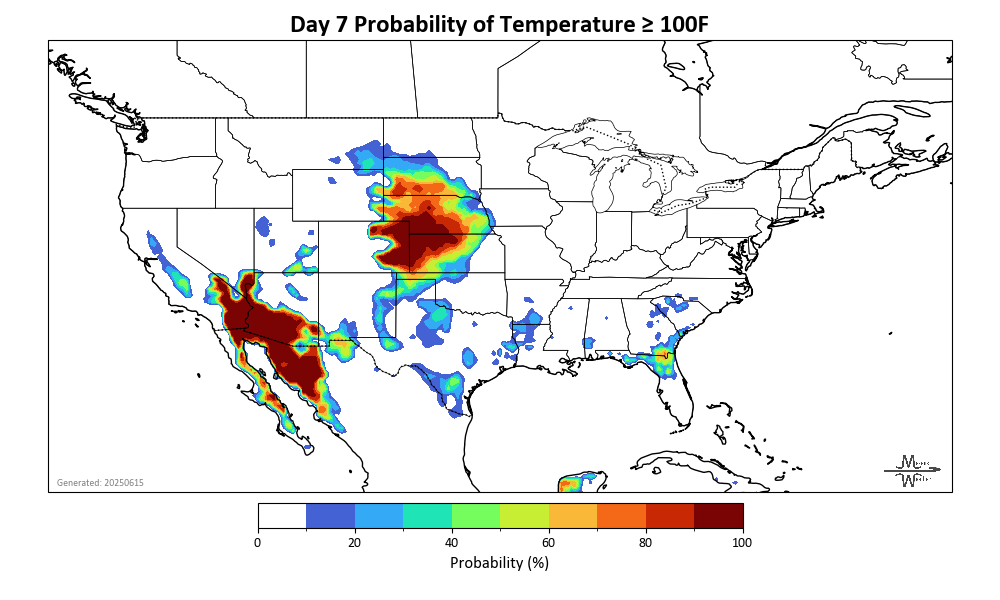 Day 7 Probability of Temperature ≥ 100F
Generated: 20250615
0 20 40 60 80 100
Probability (%)